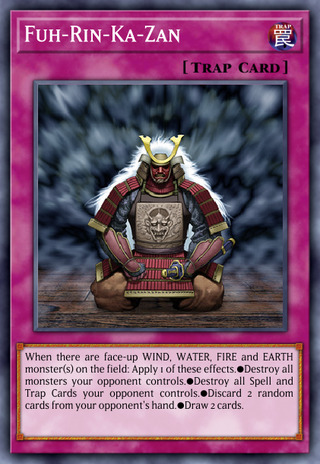 Fuh-Rin-Ka-Zan
TRAP
罠
[Trap Card]
When there are face-up WIND, WATER, FIRE and EARTH
monster(s) on the field: Apply 1 of these effects.●Destroy all
monsters your opponent controls.●Destroy all Spell and
Trap Cards your opponent controls.●Discard 2 random
cards from your opponent's hand.●Draw 2 cards.